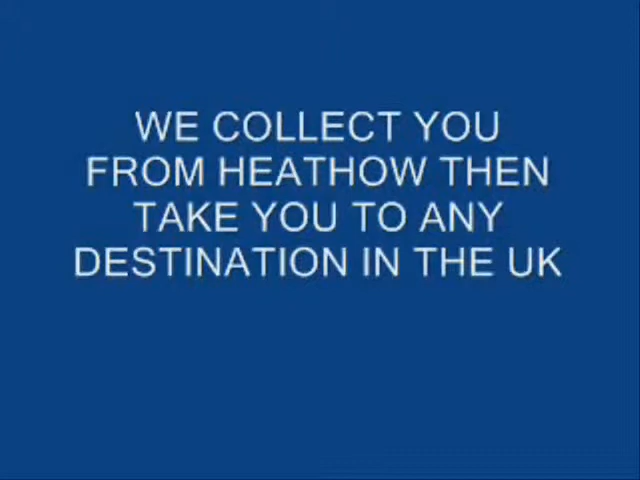 WE COLLECT YOU
FROM HEATHOW THEN
TAKE YOU TO ANY
DESTINATION IN THE UK